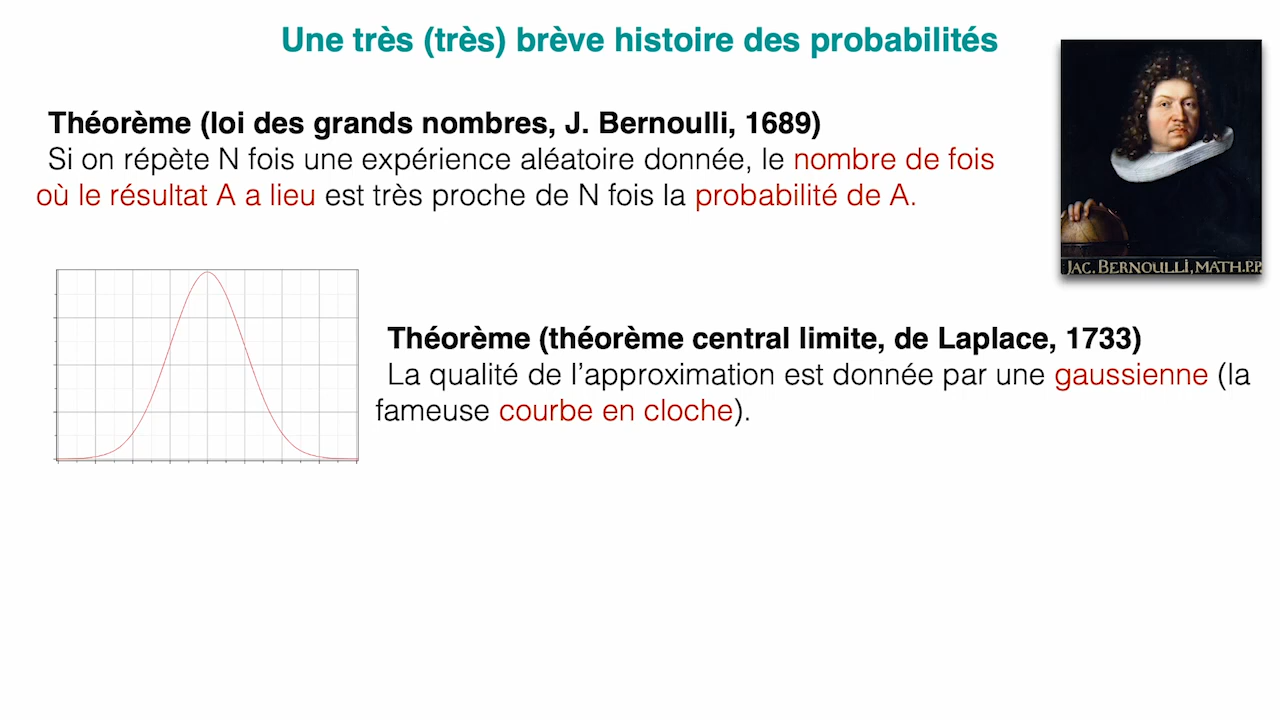 Une très (très) brève histoire des probabilités
Théorème (loi des grands nombres, J. Bernoulli, 1689)
Si on répète N fois une expérience aléatoire donnée, le nombre de fois
où le résultat A a lieu est très proche de N fois la probabilité de A.
JAC. BERNOULLI, MATH.P.P.
Théorème (théorème central limite, de Laplace, 1733)
La qualité de l’approximation est donnée par une gaussienne (la
fameuse courbe en cloche).